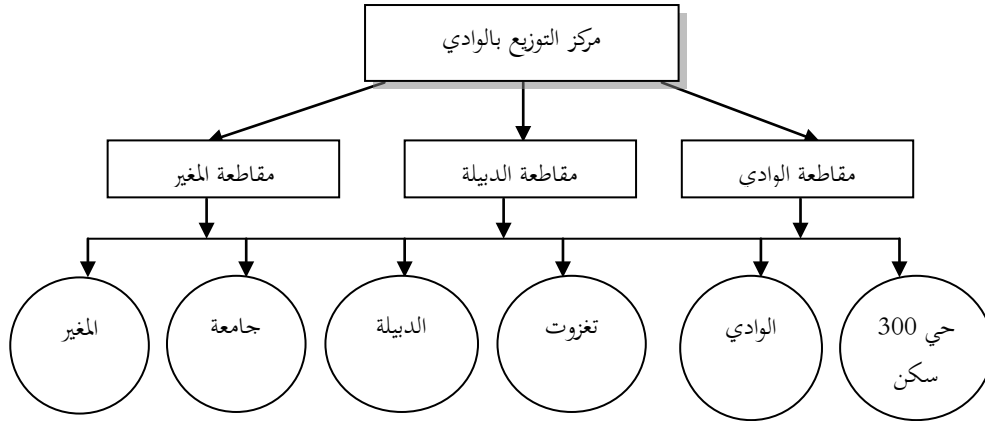 مركز التوزيع بالوادي
مقاطعة الوادي
مقاطعة الدبيلة
مقاطعة المغير
حي 300
سكن
الوادي
تغزوت
الدبيلة
جامعة
المغير